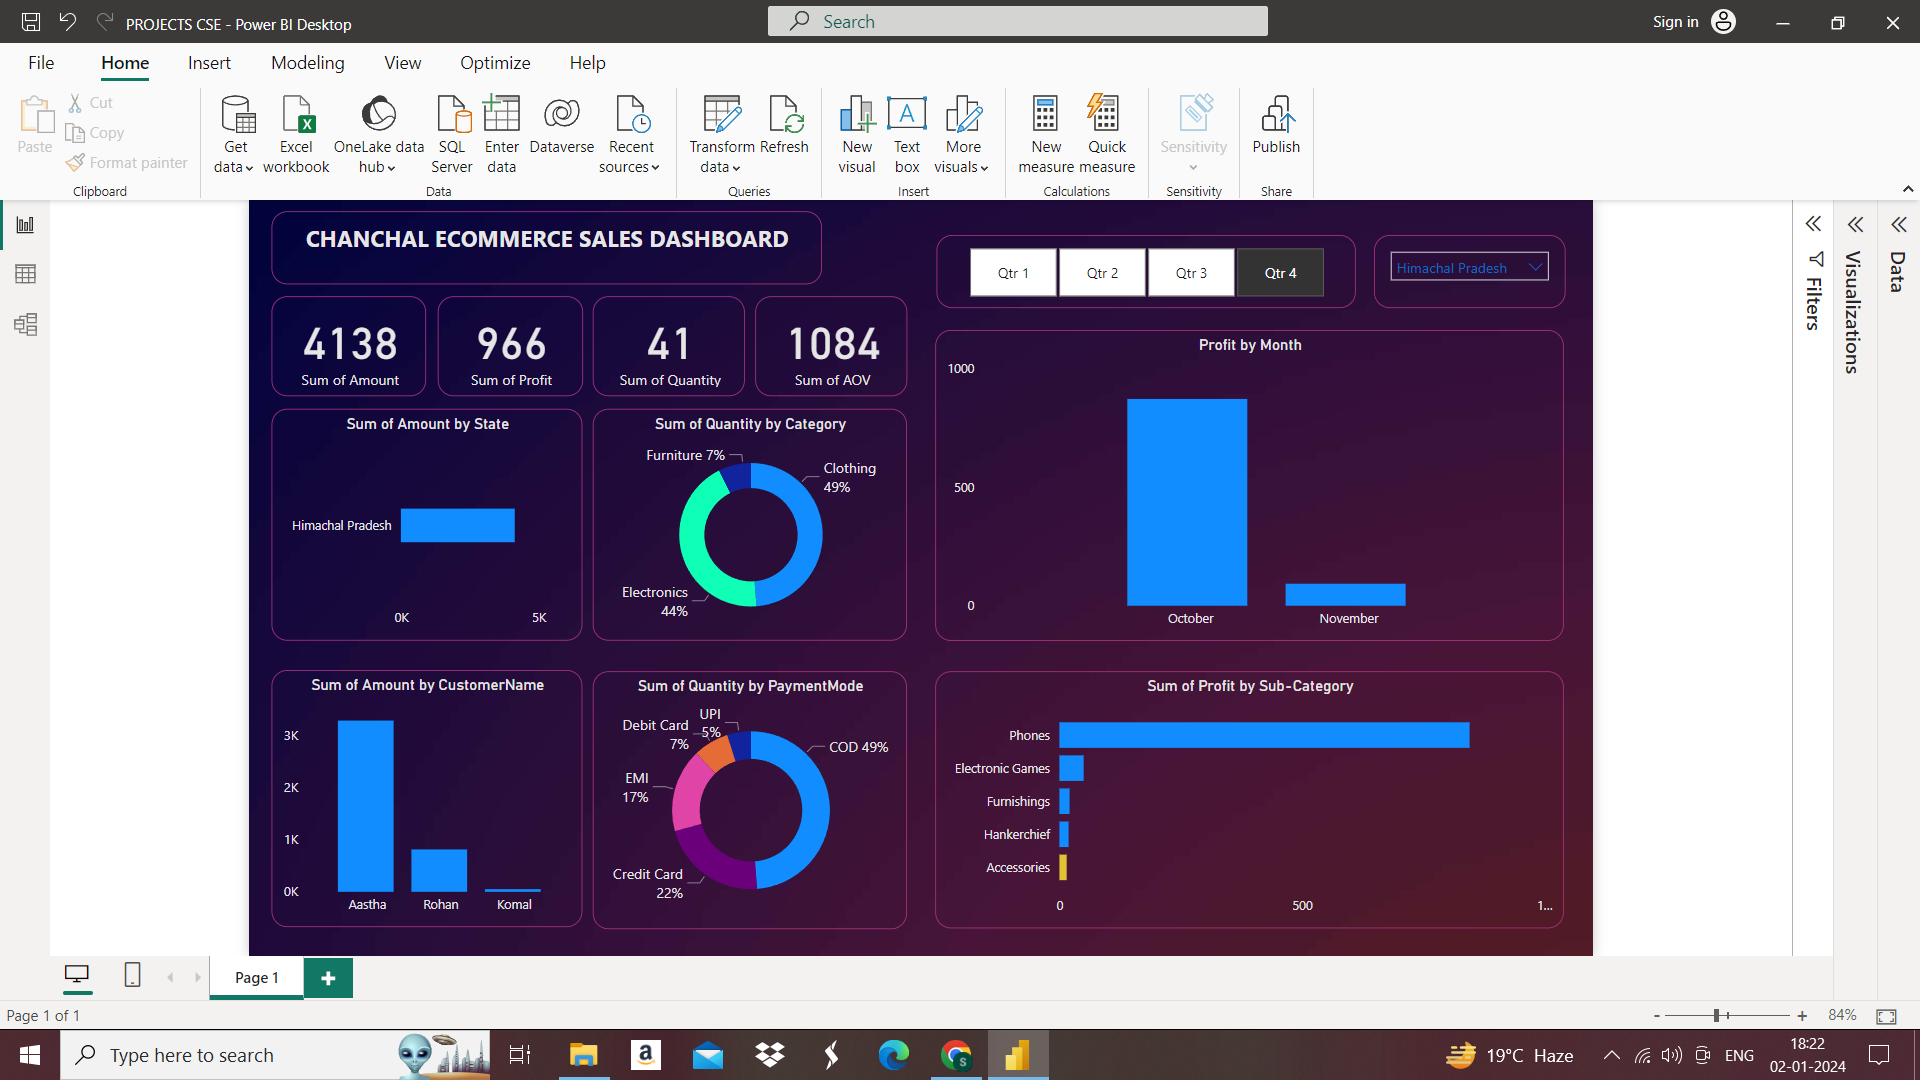 PROJECTS CSE - Power BI Desktop
Search
Sign in
File
Home
Insert
Modeling
View
Optimize
Help
Paste
Cut
Copy
Format painter
Clipboard
Get
data
Excel
workbook
OneLake data
hub
SQL
Server
Enter
data
Dataverse
Recent
sources
Data
Transform
data
Refresh
Queries
New
visual
Text
box
More
visuals
Insert
New
measure
Quick
measure
Calculations
Sensitivity
Sensitivity
Publish
Share
CHANCHAL ECOMMERCE SALES DASHBOARD
Qtr 1
Qtr 2
Qtr 3
Qtr 4
Himachal Pradesh
Filters
Visualizations
Data
4138
Sum of Amount
966
Sum of Profit
41
Sum of Quantity
1084
Sum of AOV
Sum of Amount by State
Himachal Pradesh
0K
5K
Sum of Quantity by Category
Furniture 7%
Clothing
49%
Electronics
44%
Profit by Month
1000
500
0
October
November
Sum of Amount by CustomerName
3K
2K
1K
0K
Aastha
Rohan
Komal
Sum of Quantity by PaymentMode
UPI
5%
Debit Card
7%
COD 49%
EMI
17%
Credit Card
22%
Sum of Profit by Sub-Category
Phones
Electronic Games
Furnishings
Hankerchief
Accessories
0
500
1...
Page 1
Page 1 of 1
84%
Type here to search
19°C Haze
ENG
18:22
02-01-2024